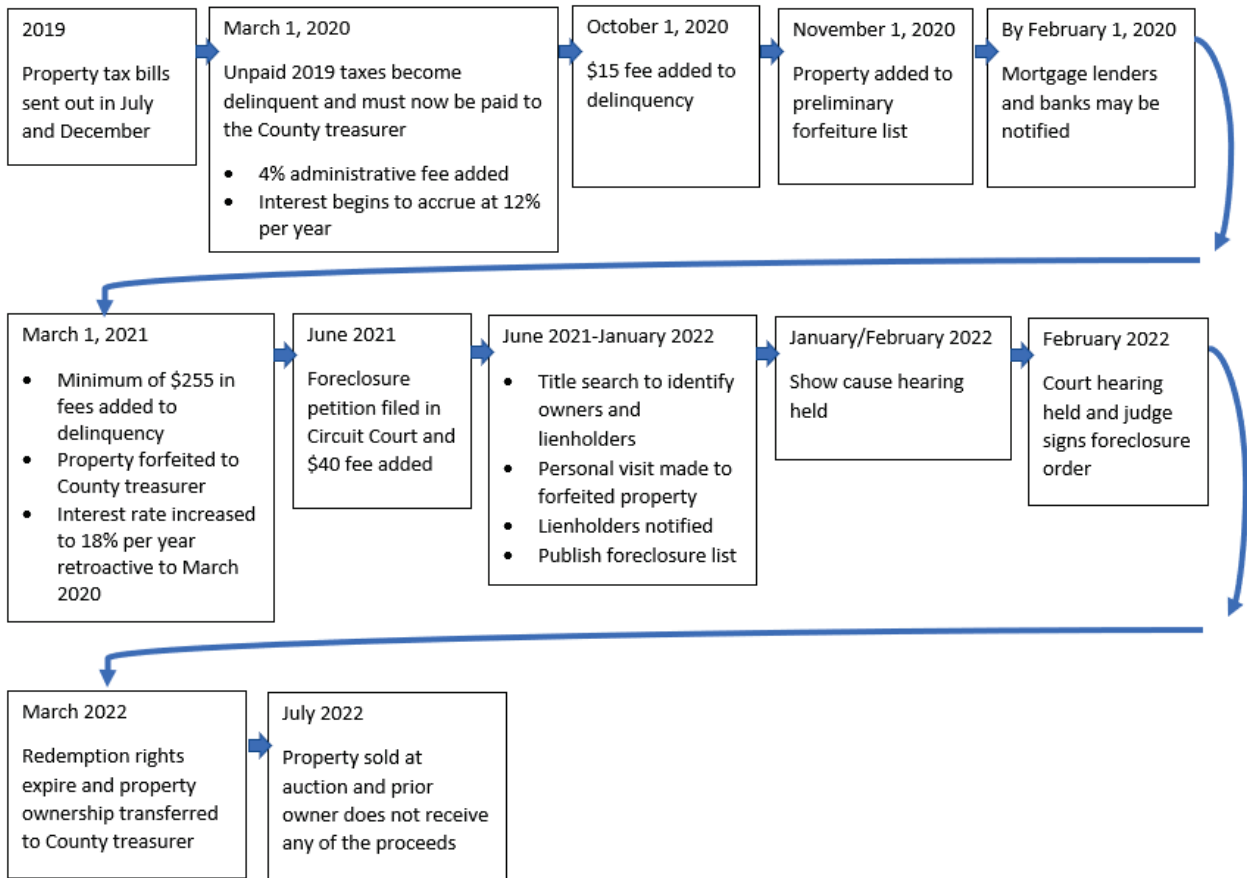 2019
Property tax bills
sent out in July
and December
March 1, 2020
Unpaid 2019 taxes become
delinquent and must now be paid to
the County treasurer
• 4% administrative fee added
• Interest begins to accrue at 12%
per year
October 1, 2020
$15 fee added to
delinquency
November 1, 2020
Property added to
preliminary
forfeiture list
By February 1, 2020
Mortgage lenders
and banks may be
notified
March 1, 2021
• Minimum of $255 in
fees added to
delinquency
• Property forfeited to
County treasurer
• Interest rate increased
to 18% per year
retroactive to March
2020
June 2021
Foreclosure
petition filed in
Circuit Court and
$40 fee added
June 2021-January 2022
• Title search to identify
owners and
lienholders
• Personal visit made to
forfeited property
• Lienholders notified
• Publish foreclosure list
January/February 2022
Show cause hearing
held
February 2022
Court hearing
held and judge
signs foreclosure
order
March 2022
Redemption rights
expire and property
ownership transferred
to County treasurer
July 2022
Property sold at
auction and prior
owner does not receive
any of the proceeds